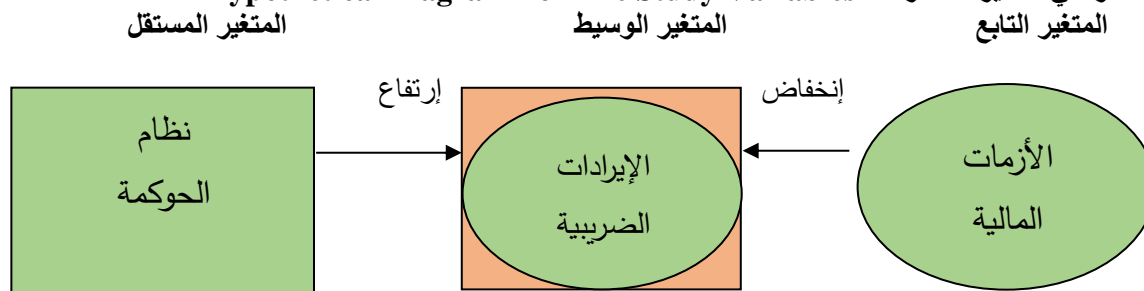 المتغير التابع المتغير الوسيط المتغير المستقل
إنخفاض إرتفاع
الأزمات
المالية
الإيرادات
الضريبية
نظام
الحوكمة